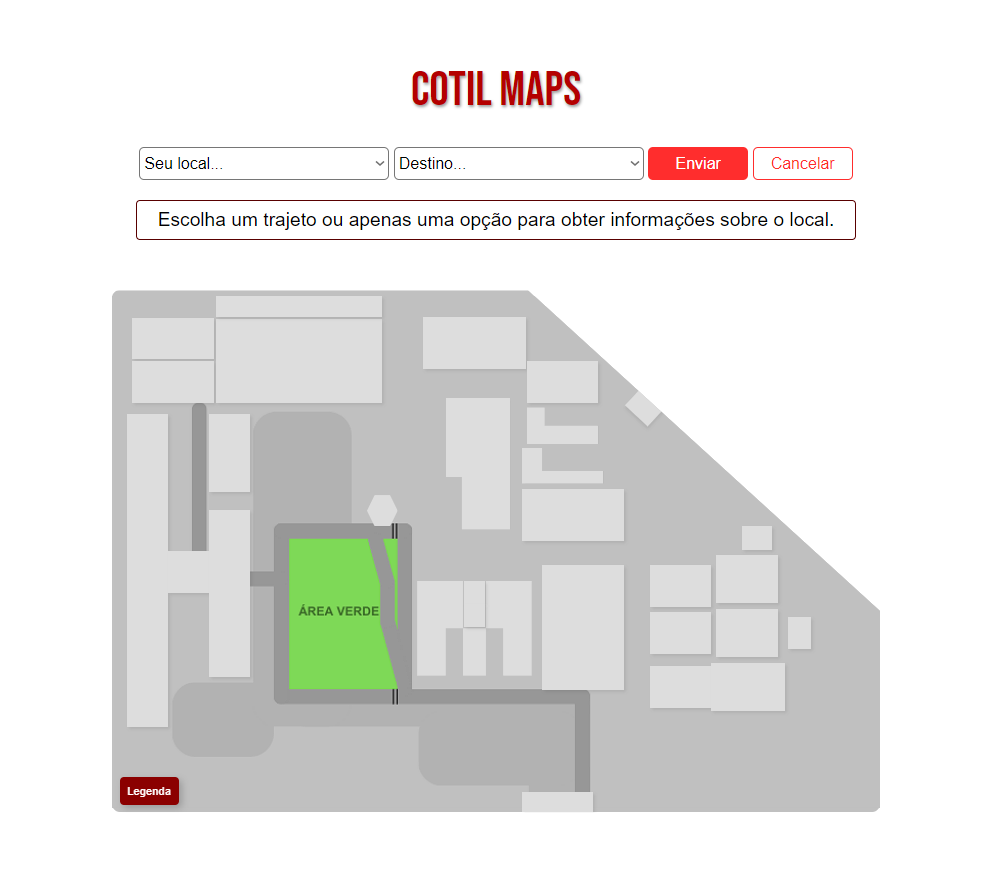 COTIL MAPS
Seu local... Destino... Enviar Cancelar
Escolha um trajeto ou apenas uma opção para obter informações sobre o local.
ÁREA VERDE
Legenda